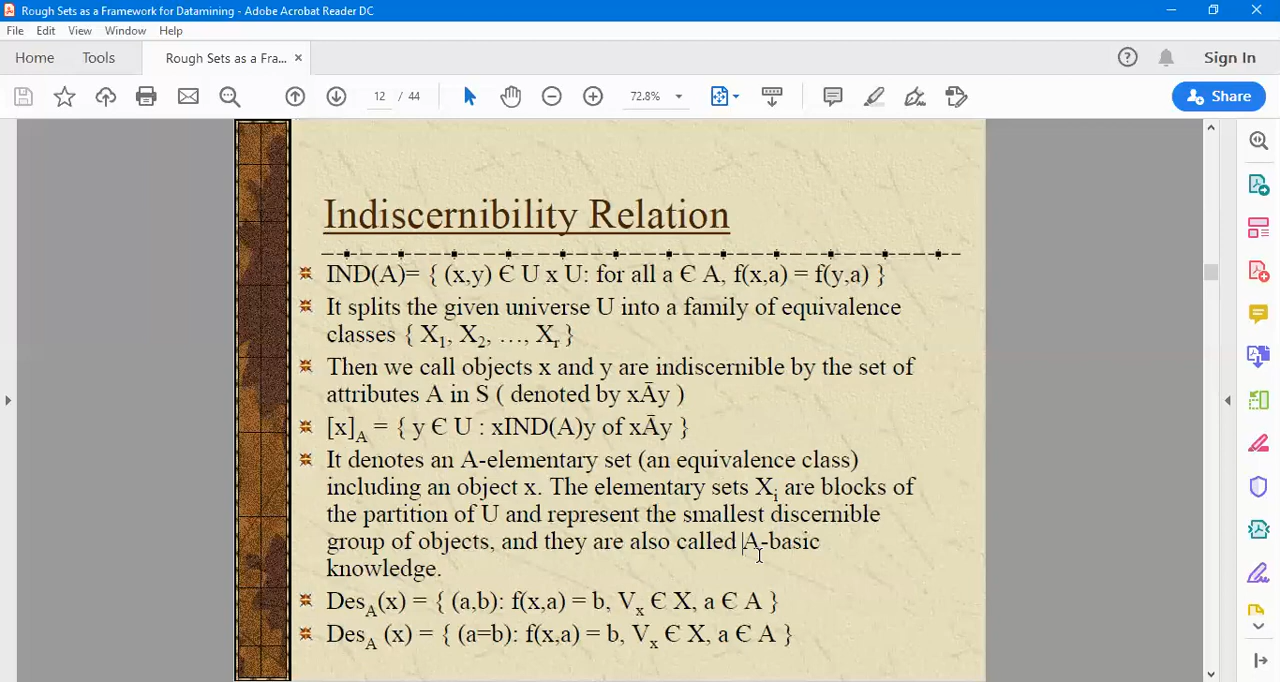 Rough Sets as a Framework for Datamining - Adobe Acrobat Reader DC
File Edit View Window Help
Home Tools Rough Sets as a Fra... ×
Sign In
12 / 44
72.8%
Share
Indiscernibility Relation
IND(A)= { (x,y) Є U x U: for all a Є A, f(x,a) = f(y,a) }
It splits the given universe U into a family of equivalence
classes { X₁, X₂, …, Xᵣ }
Then we call objects x and y are indiscernible by the set of
attributes A in S ( denoted by xĀy )
[x]A = { y Є U : xIND(A)y of xĀy }
It denotes an A-elementary set (an equivalence class)
including an object x. The elementary sets Xᵢ are blocks of
the partition of U and represent the smallest discernible
group of objects, and they are also called A-basic
knowledge.
DesA(x) = { (a,b): f(x,a) = b, Vₓ Є X, a Є A }
DesA (x) = { (a=b): f(x,a) = b, Vₓ Є X, a Є A }